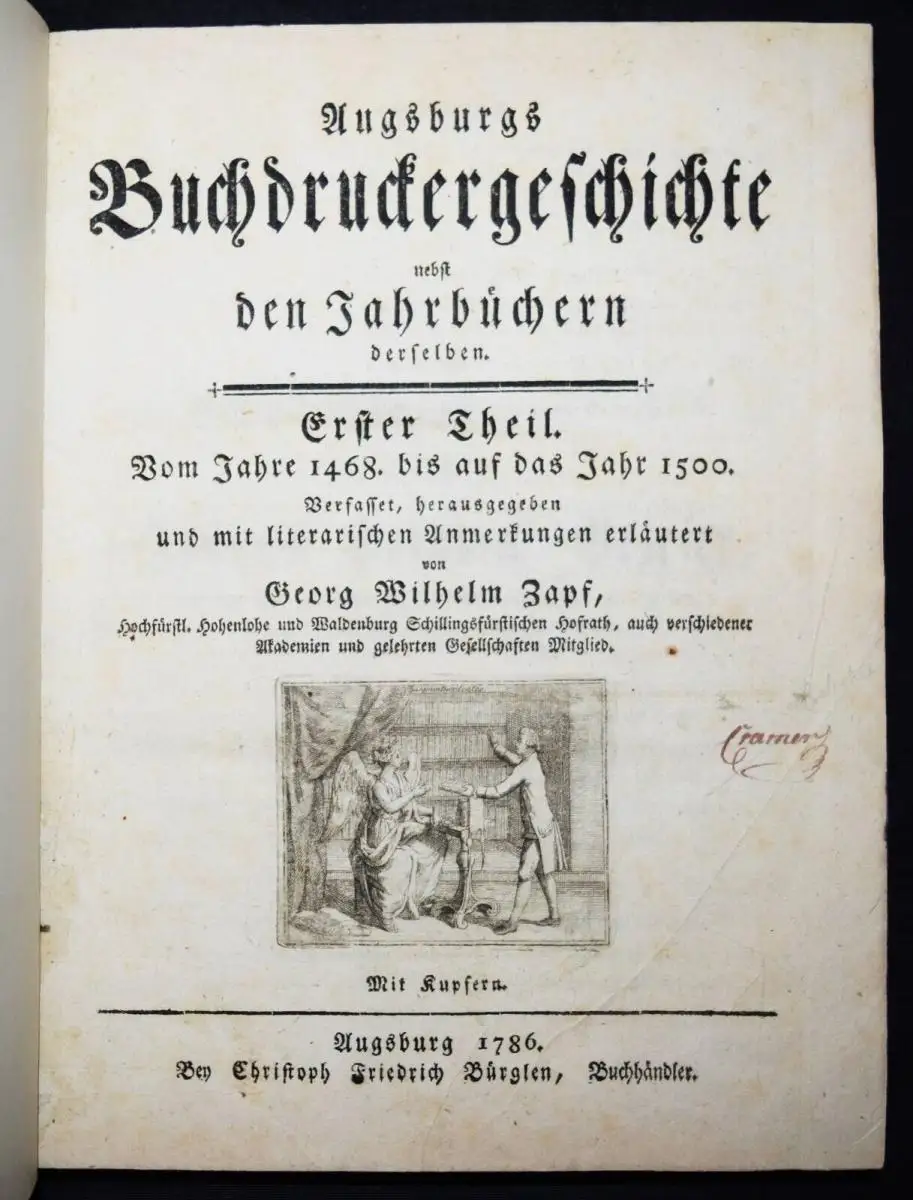 Augsburgs
Buchdruckergeschichte
nebst
den Jahrbüchern
derselben.
Erster Theil.
Vom Jahre 1468. bis auf das Jahr 1500.
Verfasset, herausgegeben
und mit literarischen Anmerkungen erläutert
von
Georg Wilhelm Zapf,
Hochfürstl. Hohenlohe und Waldenburg Schillingsfürstischen Hofrath, auch verschiedener
Akademien und gelehrten Gesellschaften Mitglied.
Cramer
Mit Kupfern.
Augsburg 1786.
Bey Christoph Friedrich Bürglen, Buchhändler.